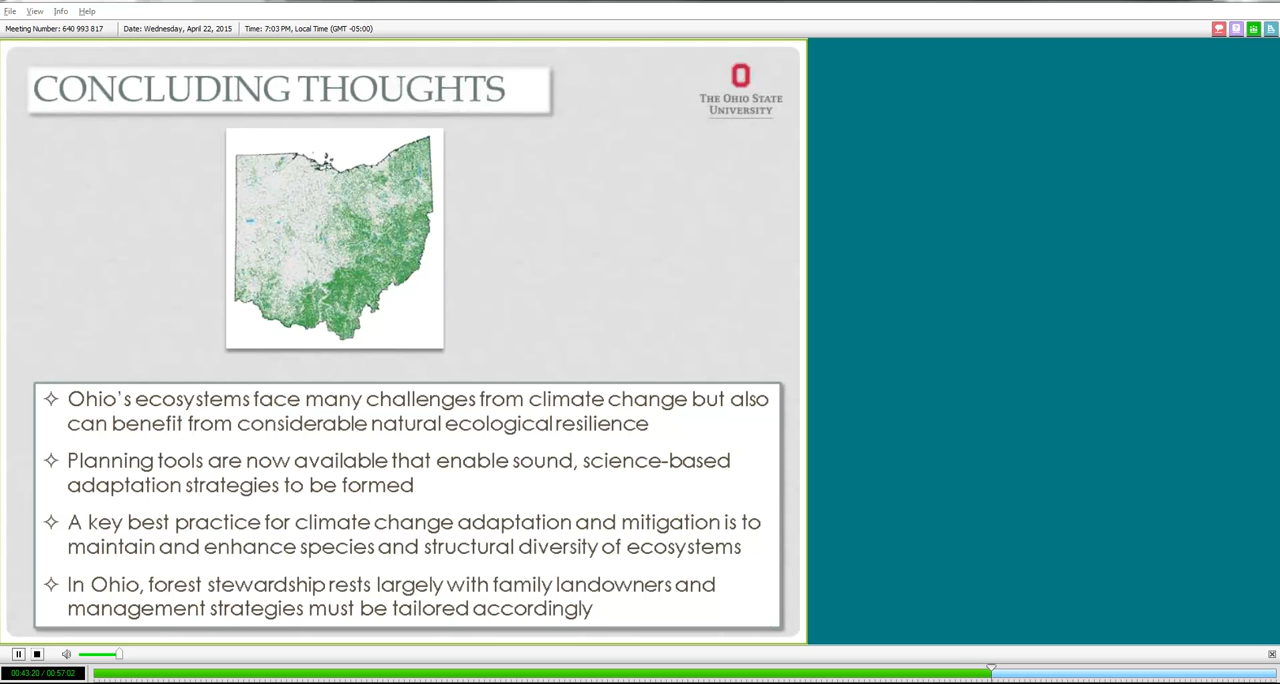 File View Info Help
Meeting Number: 640 993 817 Date: Wednesday, April 22, 2015 Time: 7:03 PM, Local Time (GMT -05:00)
CONCLUDING THOUGHTS
THE OHIO STATE
UNIVERSITY
✧ Ohio's ecosystems face many challenges from climate change but also
can benefit from considerable natural ecological resilience
✧ Planning tools are now available that enable sound, science-based
adaptation strategies to be formed
✧ A key best practice for climate change adaptation and mitigation is to
maintain and enhance species and structural diversity of ecosystems
✧ In Ohio, forest stewardship rests largely with family landowners and
management strategies must be tailored accordingly
00:43:20 / 00:57:02